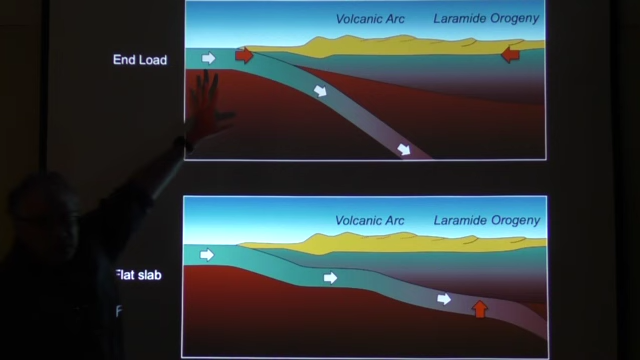 Volcanic Arc Laramide Orogeny
End Load
Volcanic Arc Laramide Orogeny
Flat slab
F